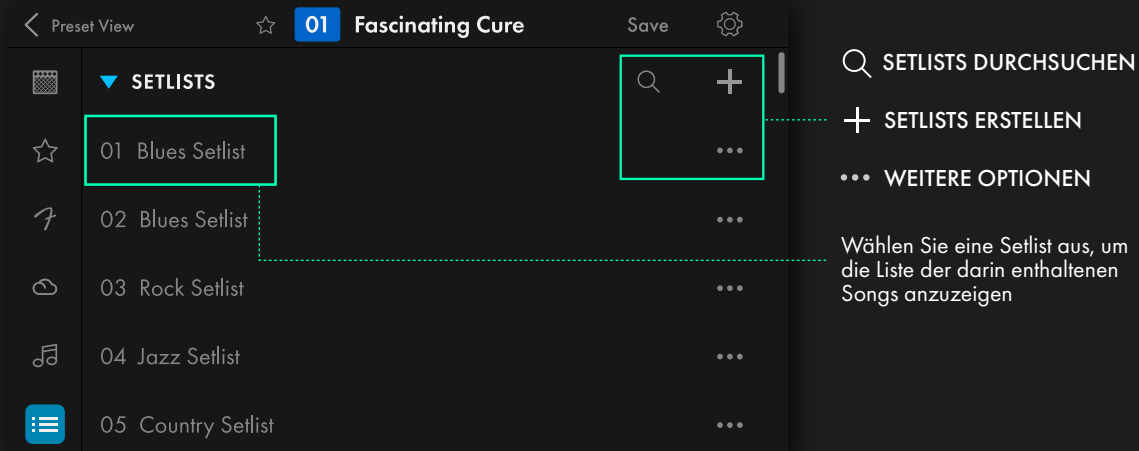 Preset View
01 Fascinating Cure
Save
SETLISTS
01 Blues Setlist
02 Blues Setlist
03 Rock Setlist
04 Jazz Setlist
05 Country Setlist
SETLISTS DURCHSUCHEN
SETLISTS ERSTELLEN
WEITERE OPTIONEN
Wählen Sie eine Setlist aus, um
die Liste der darin enthaltenen
Songs anzuzeigen